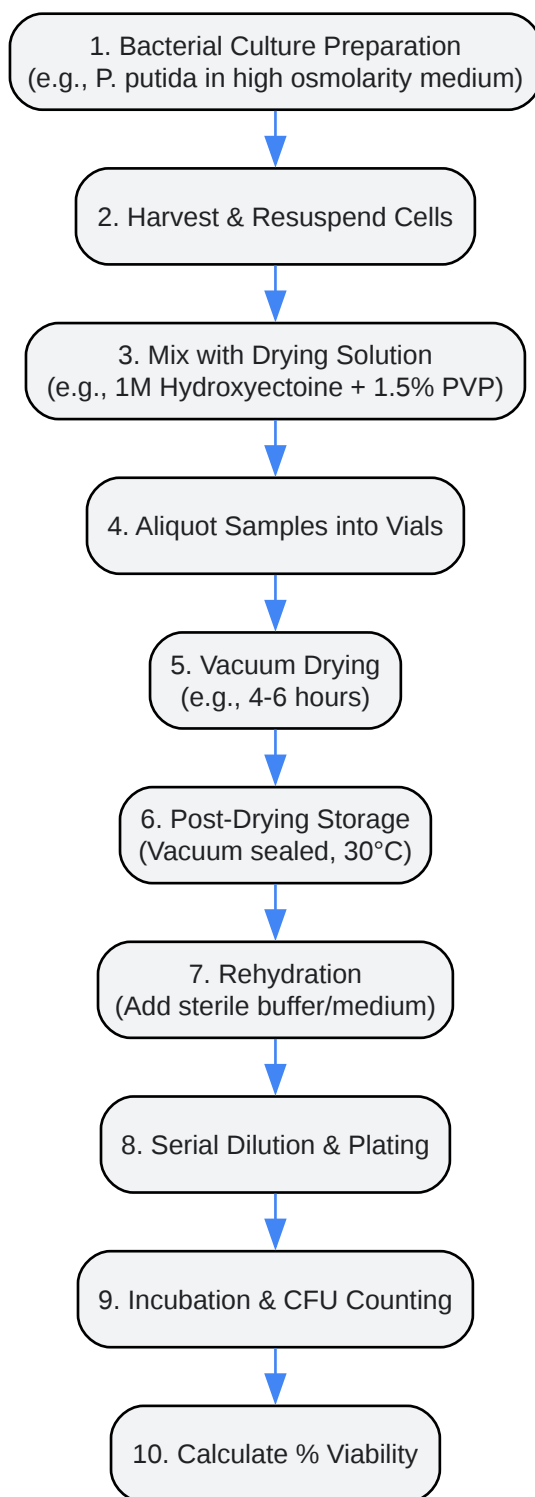 1. Bacterial Culture Preparation
(e.g., P. putida in high osmolarity medium)
2. Harvest & Resuspend Cells
3. Mix with Drying Solution
(e.g., 1M Hydroxyectoine + 1.5% PVP)
4. Aliquot Samples into Vials
5. Vacuum Drying
(e.g., 4-6 hours)
6. Post-Drying Storage
(Vacuum sealed, 30°C)
7. Rehydration
(Add sterile buffer/medium)
8. Serial Dilution & Plating
9. Incubation & CFU Counting
10. Calculate % Viability